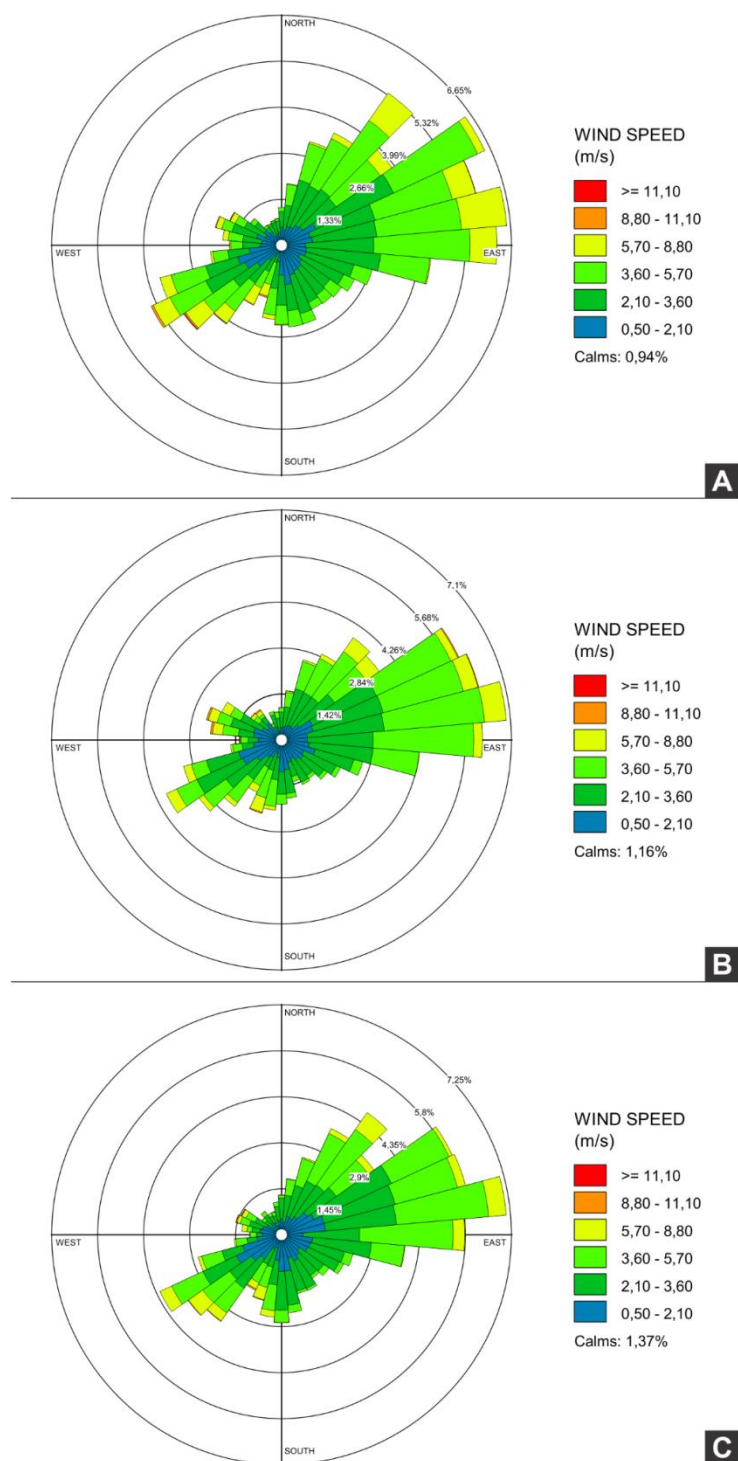 NORTH
6,65%
5,32%
3,99%
2,66%
1,33%
WEST
EAST
SOUTH
WIND SPEED
(m/s)
>= 11,10
8,80 - 11,10
5,70 - 8,80
3,60 - 5,70
2,10 - 3,60
0,50 - 2,10
Calms: 0,94%
A
NORTH
7,1%
5,68%
4,26%
2,84%
1,42%
WEST
EAST
SOUTH
WIND SPEED
(m/s)
>= 11,10
8,80 - 11,10
5,70 - 8,80
3,60 - 5,70
2,10 - 3,60
0,50 - 2,10
Calms: 1,16%
B
NORTH
7,25%
5,8%
4,35%
2,9%
1,45%
WEST
EAST
SOUTH
WIND SPEED
(m/s)
>= 11,10
8,80 - 11,10
5,70 - 8,80
3,60 - 5,70
2,10 - 3,60
0,50 - 2,10
Calms: 1,37%
C